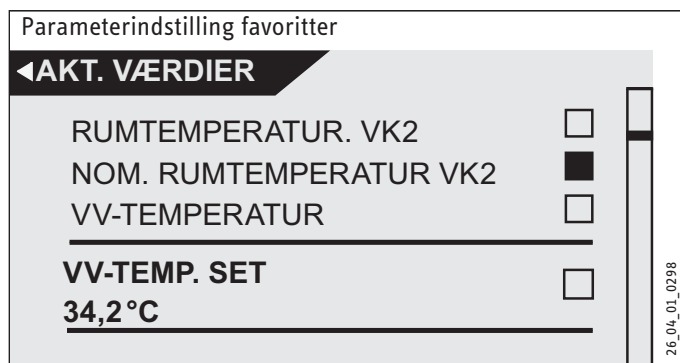 Parameterindstilling favoritter
AKT. VÆRDIER
RUMTEMPERATUR. VK2
NOM. RUMTEMPERATUR VK2
VV-TEMPERATUR
VV-TEMP. SET
34,2°C
26_04_01_0298